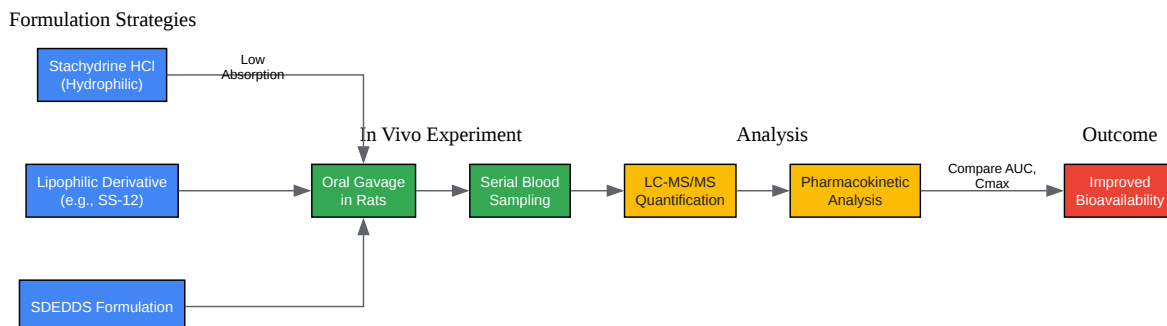 Formulation Strategies
Stachydrine HCl
(Hydrophilic)
Low
Absorption
In Vivo Experiment
Analysis
Outcome
Lipophilic Derivative
(e.g., SS-12)
Oral Gavage
in Rats
Serial Blood
Sampling
LC-MS/MS
Quantification
Pharmacokinetic
Analysis
Compare AUC,
Cmax
Improved
Bioavailability
SDEDDS Formulation